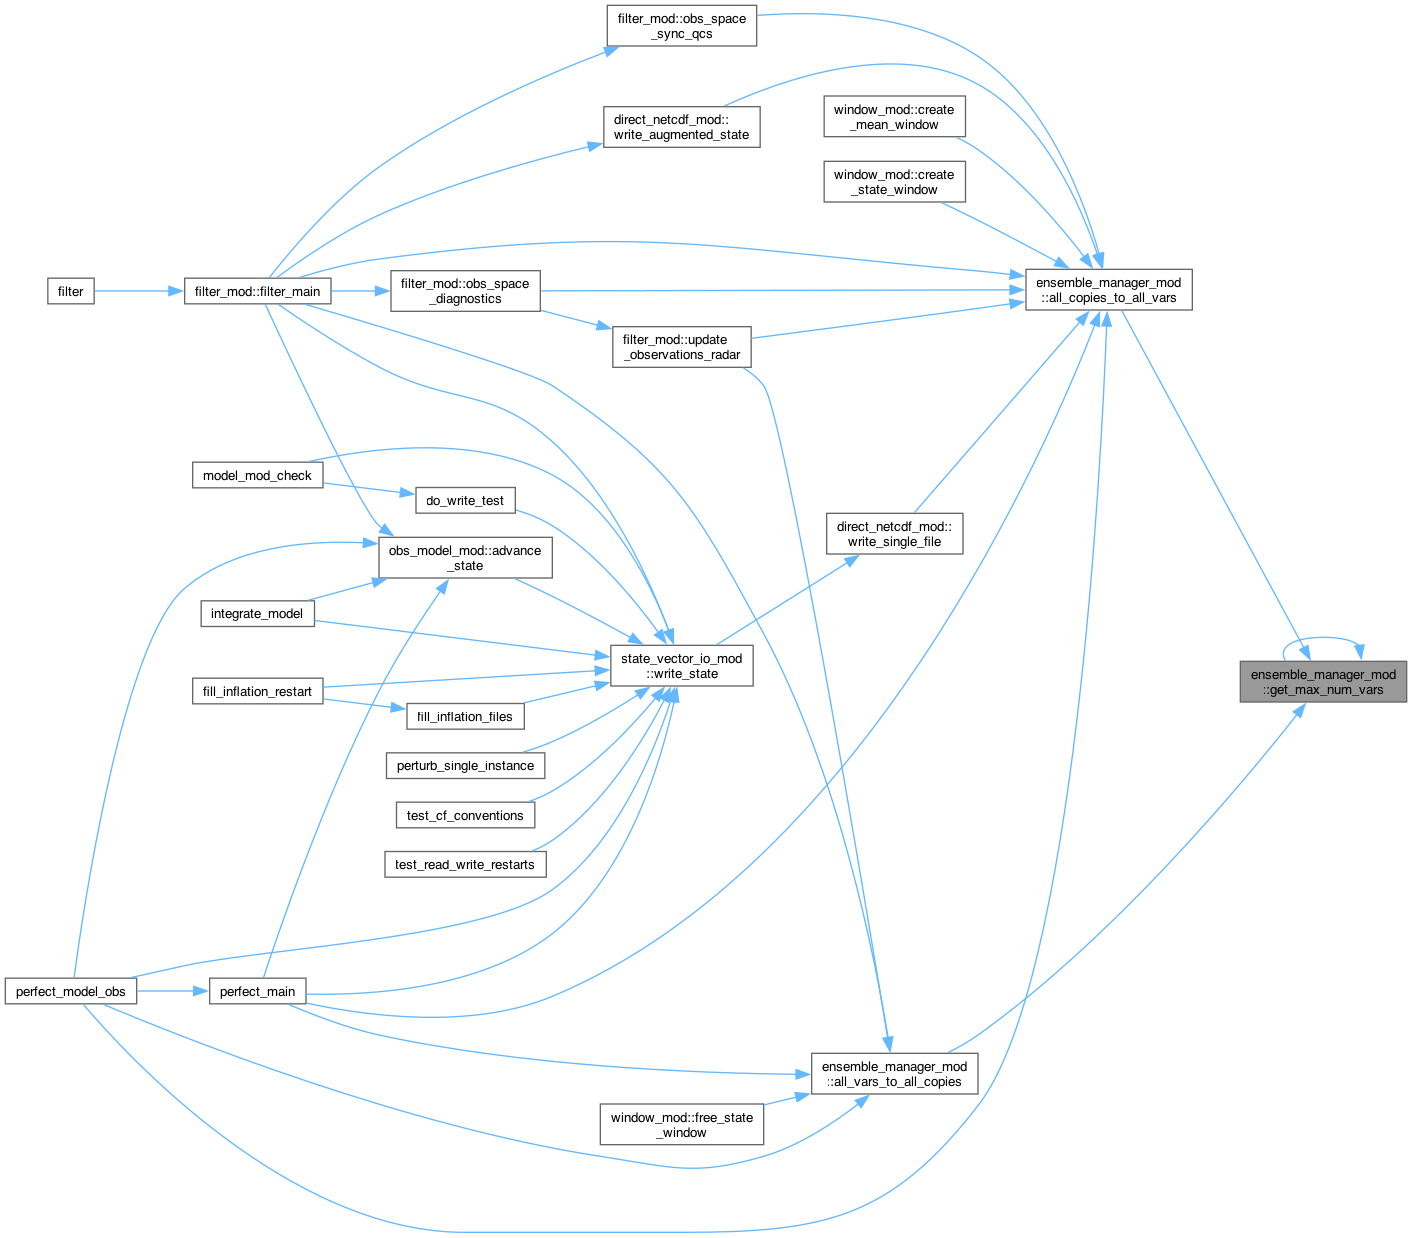 filter_mod::obs_space
_sync_qcs
direct_netcdf_mod::
write_augmented_state
window_mod::create
_mean_window
window_mod::create
_state_window
filter
filter_mod::filter_main
filter_mod::obs_space
_diagnostics
ensemble_manager_mod
::all_copies_to_all_vars
filter_mod::update
_observations_radar
model_mod_check
do_write_test
direct_netcdf_mod::
write_single_file
obs_model_mod::advance
_state
integrate_model
state_vector_io_mod
::write_state
ensemble_manager_mod
::get_max_num_vars
fill_inflation_restart
fill_inflation_files
perturb_single_instance
test_cf_conventions
test_read_write_restarts
perfect_model_obs
perfect_main
ensemble_manager_mod
::all_vars_to_all_copies
window_mod::free_state
_window